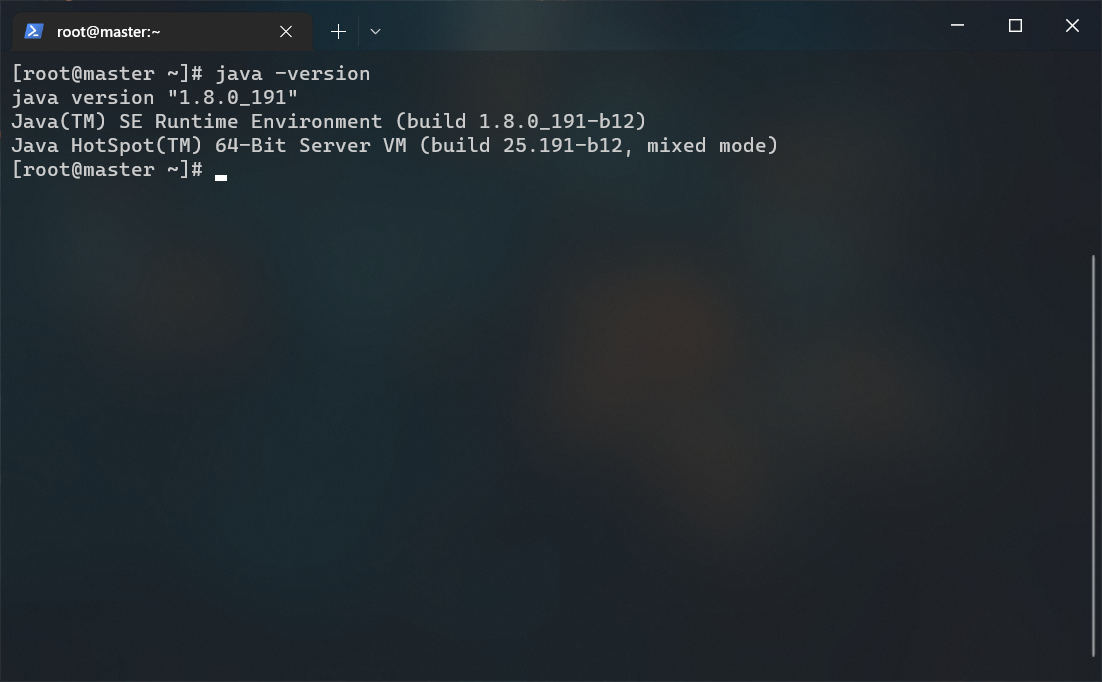 root@master:~
[root@master ~]# java -version
java version "1.8.0_191"
Java(TM) SE Runtime Environment (build 1.8.0_191-b12)
Java HotSpot(TM) 64-Bit Server VM (build 25.191-b12, mixed mode)
[root@master ~]#